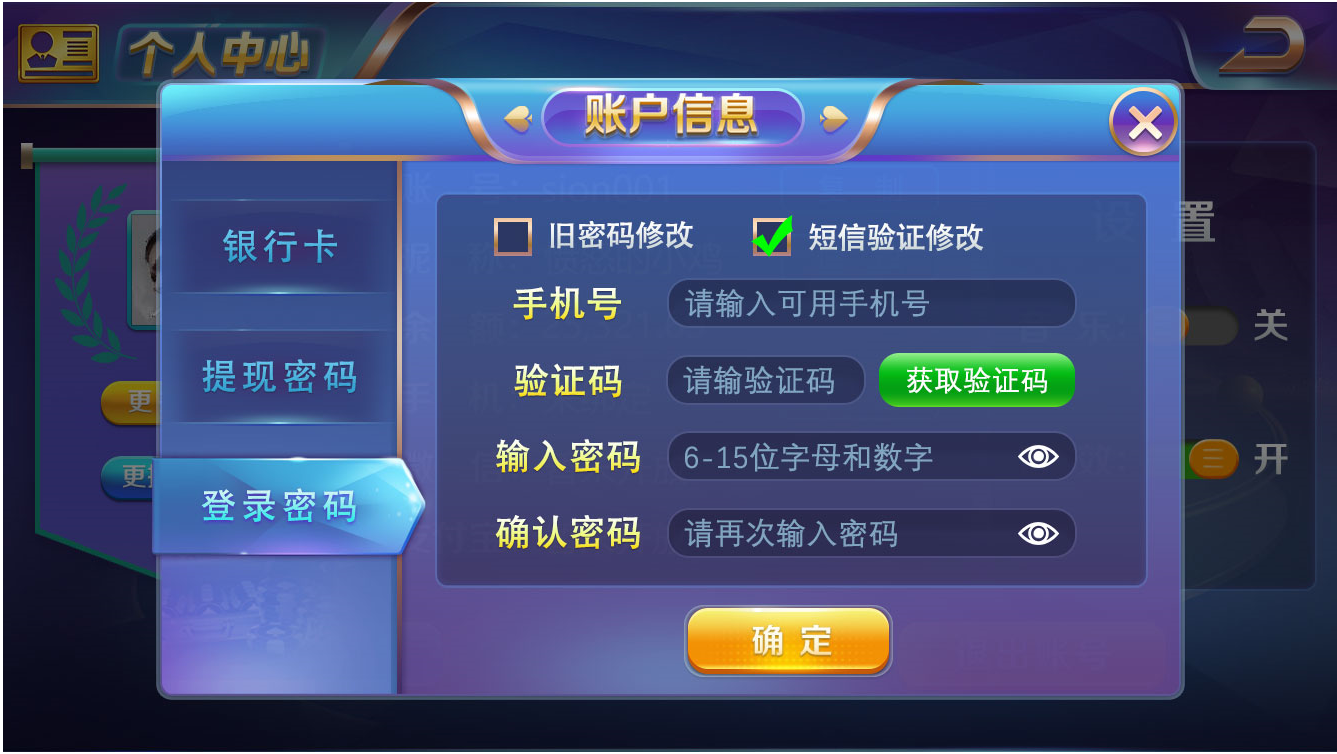 个人中心
账户信息
银行卡
提现密码
登录密码
旧密码修改
短信验证修改
手机号
请输入可用手机号
验证码
请输验证码
获取验证码
输入密码
6-15位字母和数字
确认密码
请再次输入密码
确 定
设 置
关
开
更
更